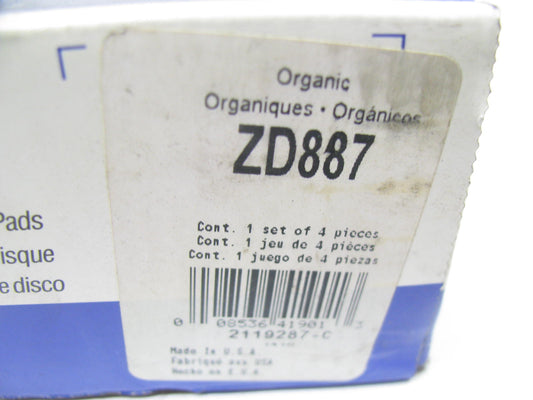 Organic
Organiques • Orgánicos
ZD887
Cont. 1 set of 4 pieces
Cont. 1 jeu de 4 pièces
Cont. 1 juego de 4 piezas
Pads
isque
e disco
0 08536 41901 3
2119287-C
Made In U.S.A.
Fabriqué aux USA
Hecho en E.U.A.